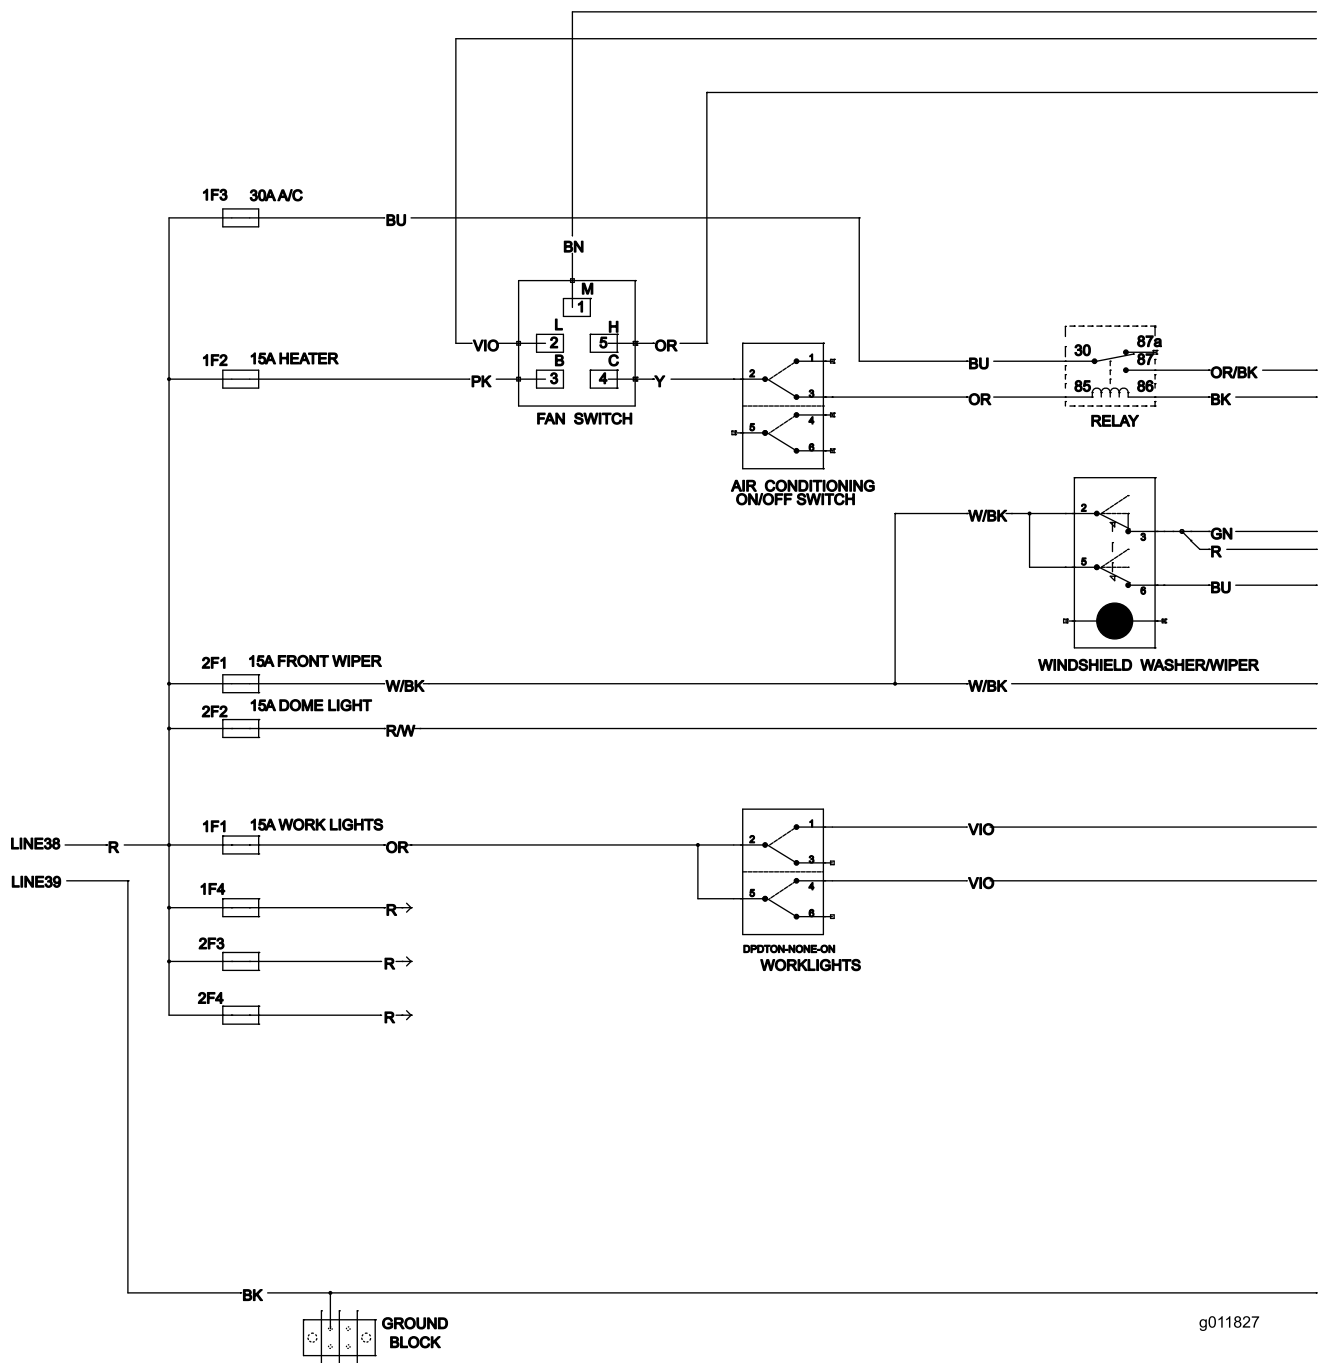 1F3 30A A/C
BU
BN
M
1
L
H
VIO
2
5
OR
B
C
1F2 15A HEATER
PK
3
4
Y
FAN SWITCH
1
2
3
4
5
6
AIR CONDITIONING
ON/OFF SWITCH
BU
30
87a
87
OR
85
86
OR/BK
BK
RELAY
W/BK
2
3
GN
R
5
6
BU
WINDSHIELD WASHER/WIPER
2F1 15A FRONT WIPER
W/BK
W/BK
2F2 15A DOME LIGHT
R/W
LINE38
R
1F1 15A WORK LIGHTS
OR
1
2
3
VIO
LINE39
1F4
R
4
5
6
VIO
2F3
R
DPDTON-NONE-ON
WORKLIGHTS
2F4
R
BK
GROUND
BLOCK
g011827